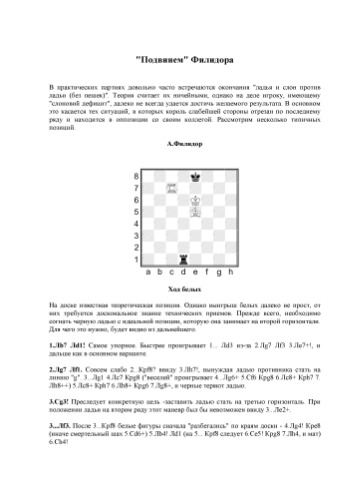 "Подвинем" Филидора
В практических партиях довольно часто встречаются окончания "ладья и слон против
ладьи (без пешек)". Теория считает их ничейными, однако на деле игроку, имеющему
"слоновий дефицит", далеко не всегда удается достичь желаемого результата. В основном
это касается тех ситуаций, в которых король слабейшей стороны отрезан по последнему
ряду и находится в оппозиции со своим коллегой. Рассмотрим несколько типичных
позиций.
А.Филидор
8
7
6
5
4
3
2
1
a b c d e f g h
Ход белых
На доске известная теоретическая позиция. Однако выигрыш белых далеко не прост, от
них требуется доскональное знание технических приемов. Прежде всего, необходимо
согнать черную ладью с идеальной позиции, которую она занимает на второй горизонтали.
Для чего это нужно, будет видно из дальнейшего.
1.Лb7 Лd1! Самое упорное. Быстрее проигрывает 1... Лd3 из-за 2.Лg7 Лf3 3.Лe7+!, и
дальше как в основном варианте.
2.Лg7 Лf1. Совсем слабо 2...Крf8? ввиду 3.Лh7!, вынуждая ладью противника стать на
линию "g". 3...Лg1 4.Лc7 Крg8 ("веселей" проигрывает 4...Лg6+ 5.Сf6 Крg8 6.Лc8+ Крh7 7.
Лh8++) 5.Лc8+ Крh7 6.Лh8+ Крg6 7.Лg8+, и черные теряют ладью.
3.Сg3! Преследует конкретную цель -заставить ладью стать на третью горизонталь. При
положении ладьи на втором ряду этот маневр был бы невозможен ввиду 3...Лe2+.
3...Лf3. После 3...Крf8 белые фигуры сначала "разбегались" по краям доски - 4.Лg4! Крe8
(иначе смертельный шах 5.Сd6+) 5.Лh4! Лd1 (на 5... Крf8 следует 6.Сe5! Крg8 7.Лh4, и мат)
6.Сh4!